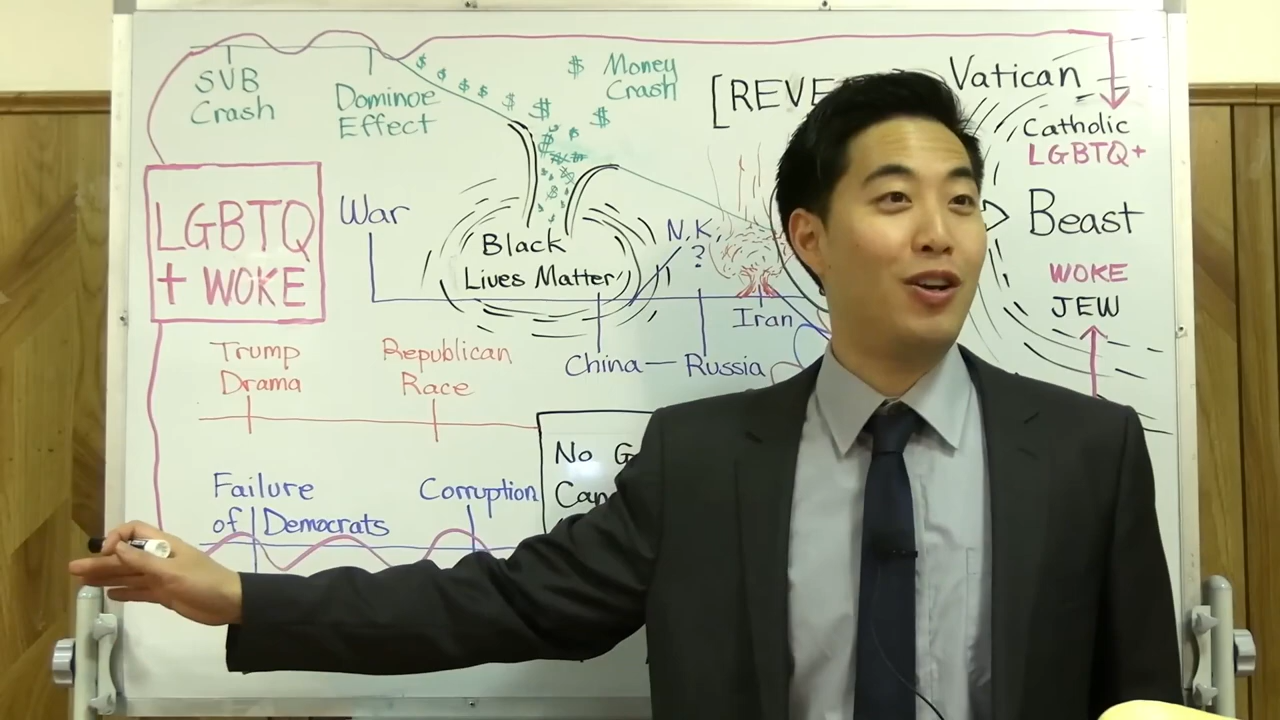 SVB
Crash
Dominoe
Effect
$ $ $ $ $ $
$
Money
Crash
[REVE
Vatican
Catholic
LGBTQ+
LGBTQ
+ WOKE
War
Black
Lives Matter
N.K.
?
Beast
WOKE
JEW
Iran
China — Russia
Trump
Drama
Republican
Race
No G
Can
Failure
of Democrats
Corruption